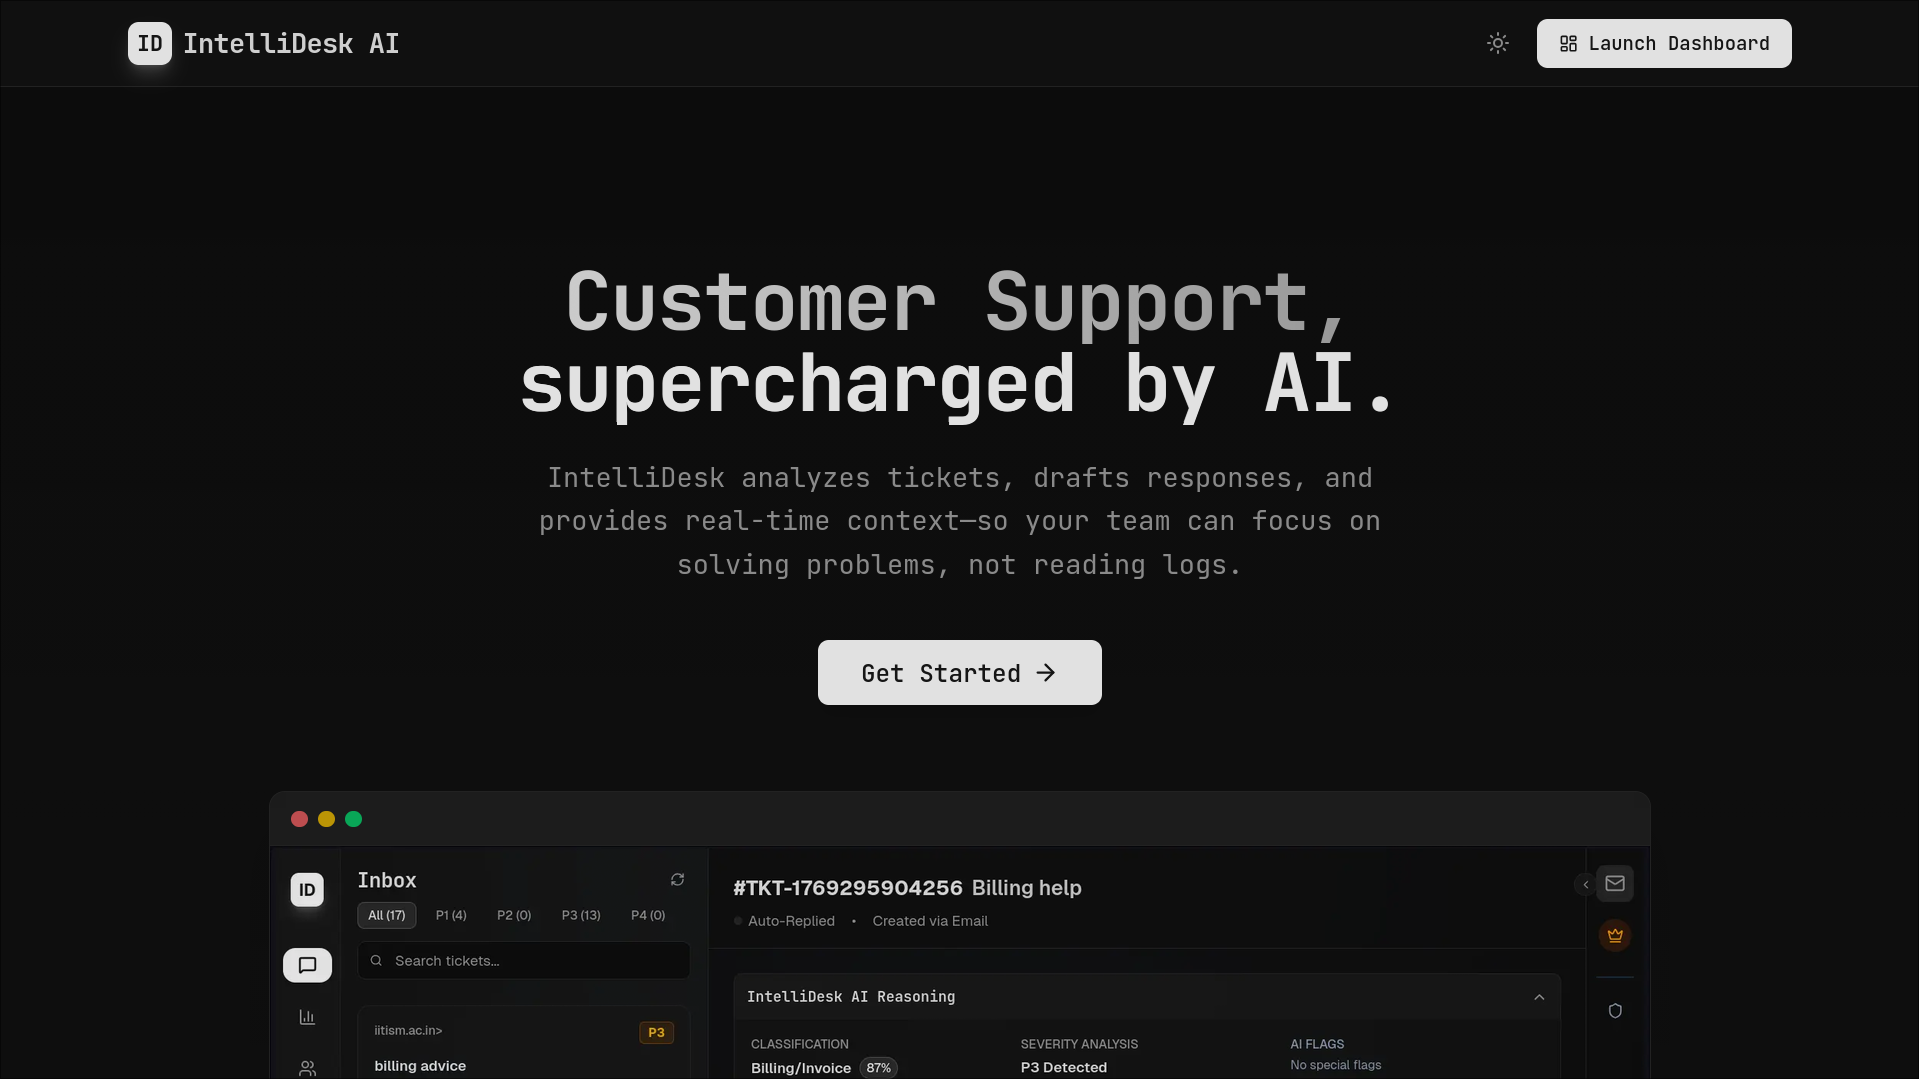 ID IntelliDesk AI
Launch Dashboard
Customer Support,
supercharged by AI.
IntelliDesk analyzes tickets, drafts responses, and
provides real-time context—so your team can focus on
solving problems, not reading logs.
Get Started →
ID
Inbox
All (17) P1 (4) P2 (0) P3 (13) P4 (0)
Search tickets...
iitism.ac.in>
P3
billing advice
#TKT-1769295904256 Billing help
Auto-Replied • Created via Email
IntelliDesk AI Reasoning
CLASSIFICATION
Billing/Invoice 87%
SEVERITY ANALYSIS
P3 Detected
AI FLAGS
No special flags